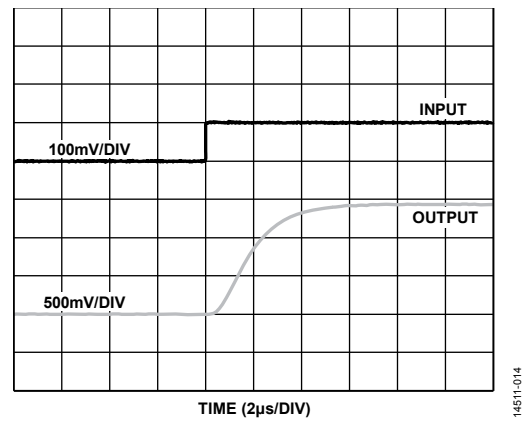 INPUT
100mV/DIV
OUTPUT
500mV/DIV
TIME (2µs/DIV)
14511-014